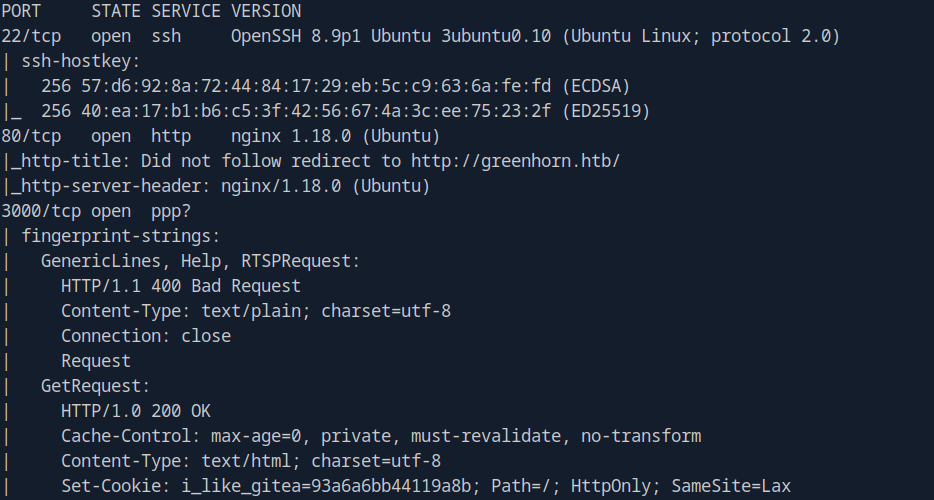 PORT     STATE SERVICE VERSION
22/tcp   open  ssh     OpenSSH 8.9p1 Ubuntu 3ubuntu0.10 (Ubuntu Linux; protocol 2.0)
| ssh-hostkey:
|   256 57:d6:92:8a:72:44:84:17:29:eb:5c:c9:63:6a:fe:fd (ECDSA)
|_  256 40:ea:17:b1:b6:c5:3f:42:56:67:4a:3c:ee:75:23:2f (ED25519)
80/tcp   open  http    nginx 1.18.0 (Ubuntu)
|_http-title: Did not follow redirect to http://greenhorn.htb/
|_http-server-header: nginx/1.18.0 (Ubuntu)
3000/tcp open  ppp?
| fingerprint-strings:
|   GenericLines, Help, RTSPRequest:
|     HTTP/1.1 400 Bad Request
|     Content-Type: text/plain; charset=utf-8
|     Connection: close
|     Request
|   GetRequest:
|     HTTP/1.0 200 OK
|     Cache-Control: max-age=0, private, must-revalidate, no-transform
|     Content-Type: text/html; charset=utf-8
|     Set-Cookie: i_like_gitea=93a6a6bb44119a8b; Path=/; HttpOnly; SameSite=Lax